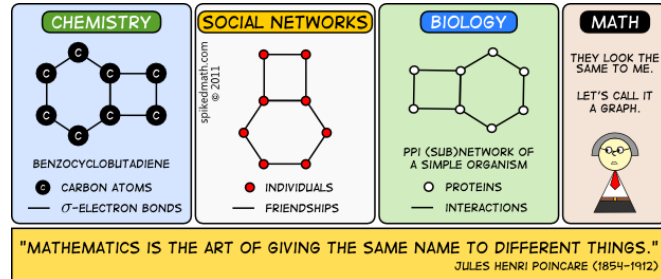 CHEMISTRY
C
C
C
C
C
C
C
C
BENZOCYCLOBUTADIENE
C CARBON ATOMS
σ-ELECTRON BONDS
SOCIAL NETWORKS
spikedmath.com
© 2011
INDIVIDUALS
FRIENDSHIPS
BIOLOGY
PPI (SUB)NETWORK OF
A SIMPLE ORGANISM
PROTEINS
INTERACTIONS
MATH
THEY LOOK THE
SAME TO ME.
LET'S CALL IT
A GRAPH.
"MATHEMATICS IS THE ART OF GIVING THE SAME NAME TO DIFFERENT THINGS."
JULES HENRI POINCARE (1854-1912)